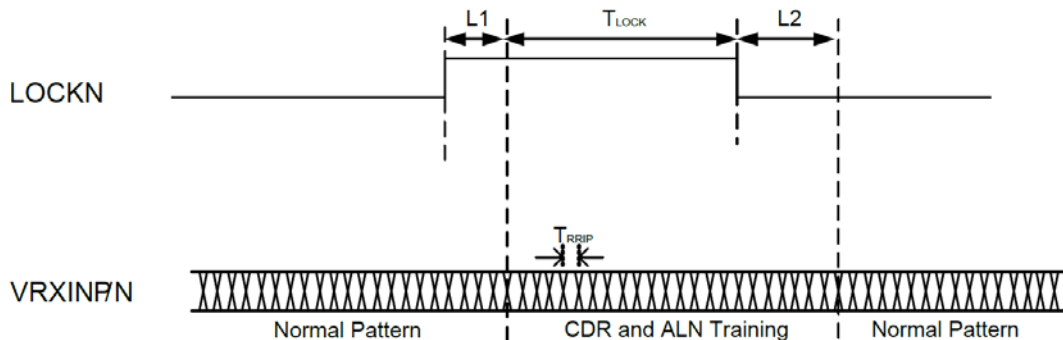 L1 TLOCK L2
LOCKN
TRRIP
VRXINP/N
Normal Pattern CDR and ALN Training Normal Pattern